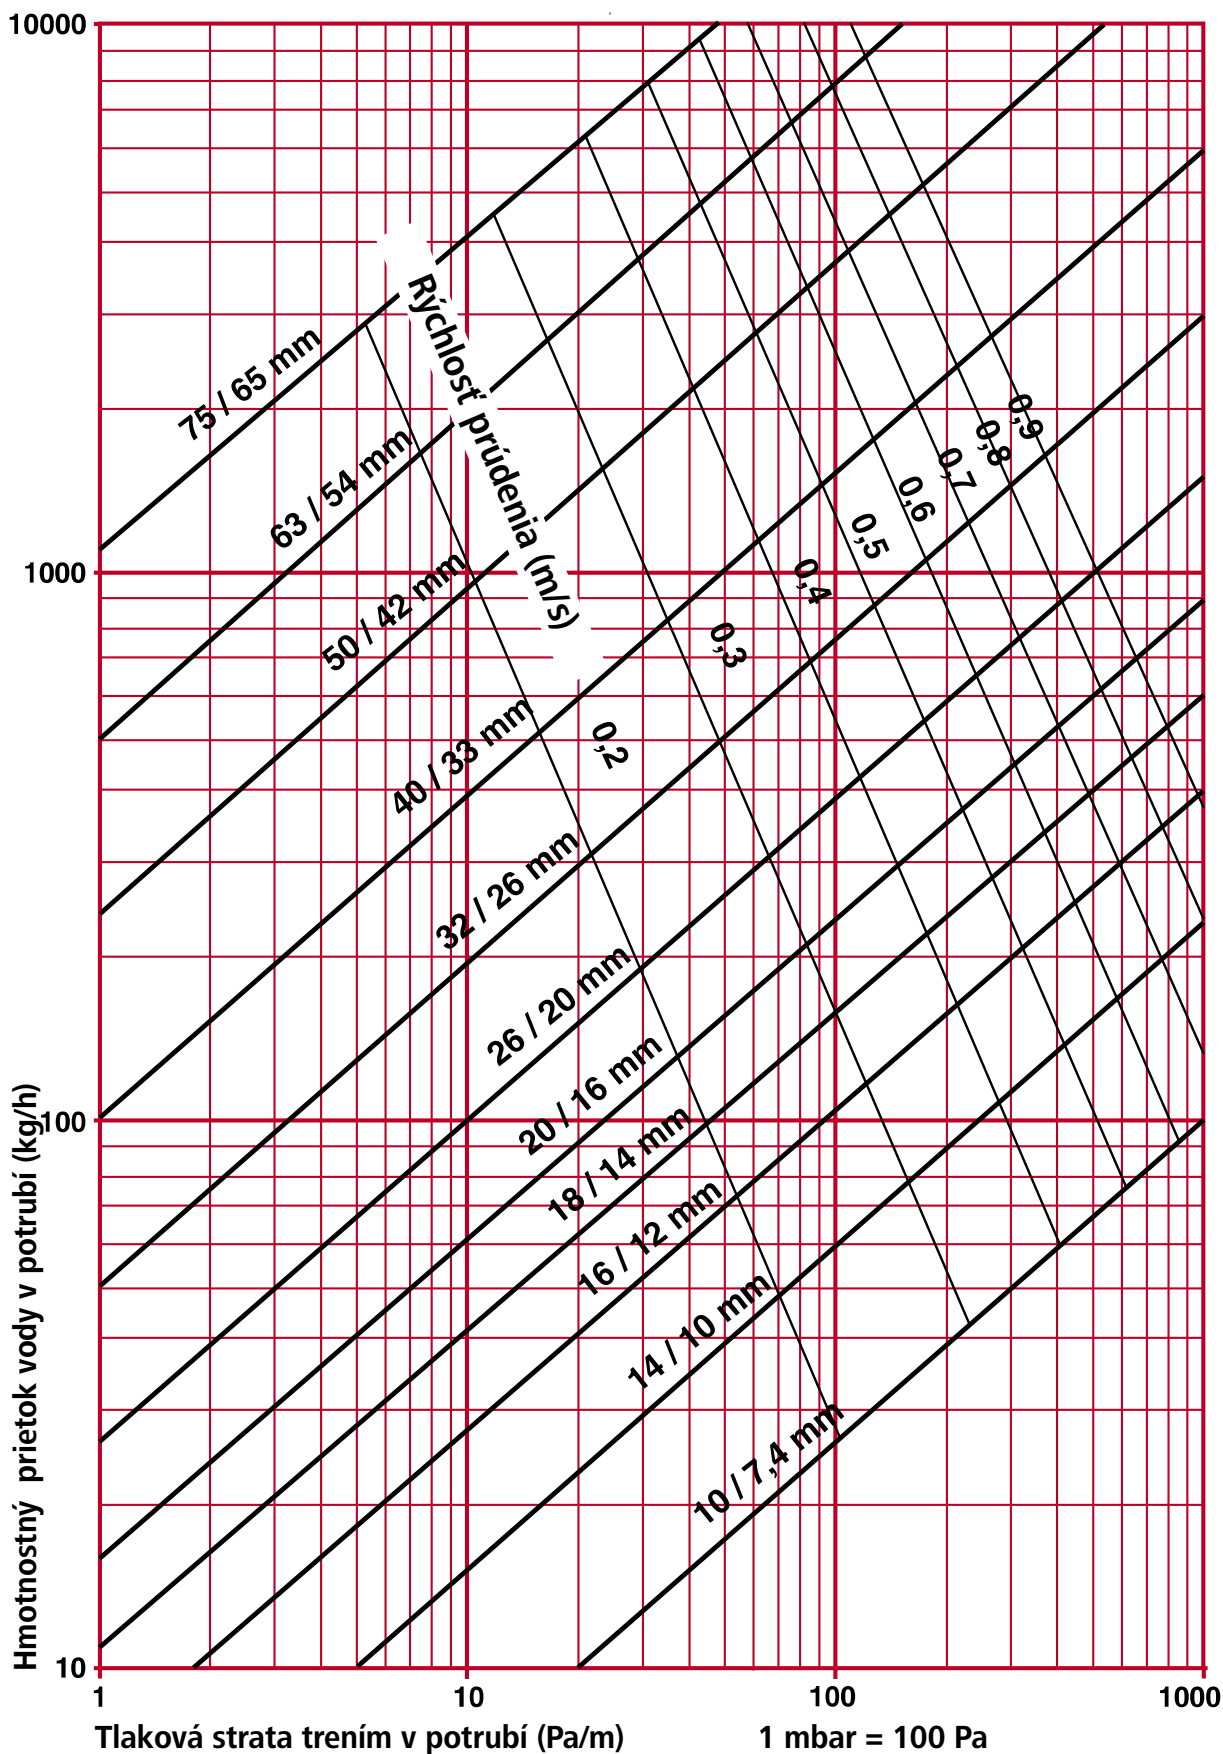 10000
1000
100
10
Hmotnostný prietok vody v potrubí (kg/h)
75 / 65 mm
63 / 54 mm
50 / 42 mm
40 / 33 mm
32 / 26 mm
26 / 20 mm
20 / 16 mm
18 / 14 mm
16 / 12 mm
14 / 10 mm
10 / 7,4 mm
Rýchlosť prúdenia (m/s)
0,2
0,3
0,4
0,5
0,6
0,7
0,8
0,9
1
10
100
1000
Tlaková strata trením v potrubí (Pa/m)
1 mbar = 100 Pa